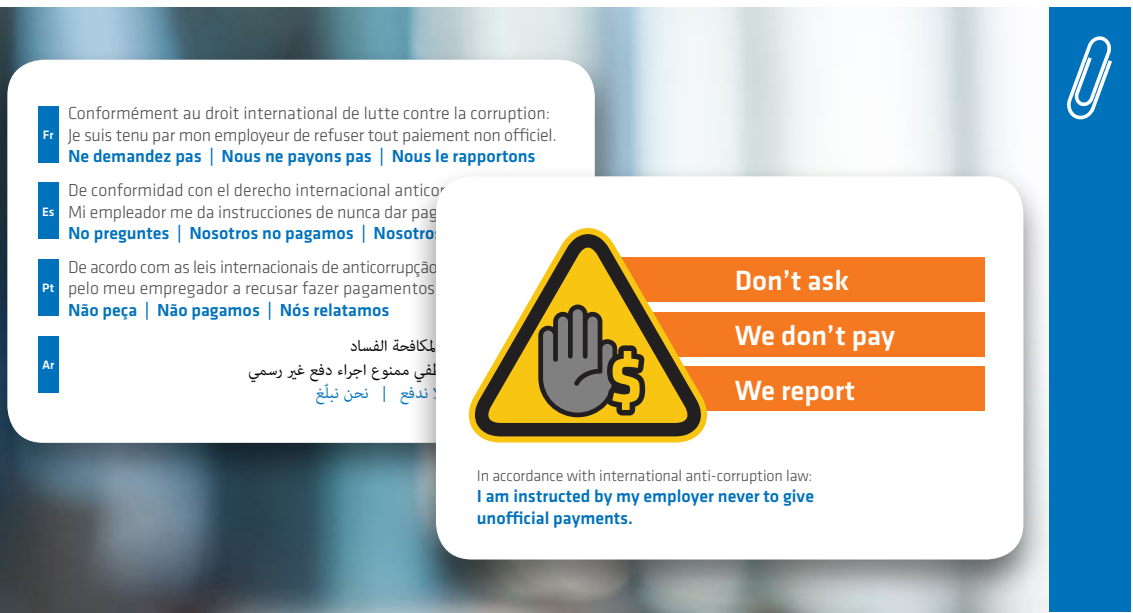 Fr
Conformément au droit international de lutte contre la corruption:
Je suis tenu par mon employeur de refuser tout paiement non officiel.
Ne demandez pas | Nous ne payons pas | Nous le rapportons
Es
De conformidad con el derecho internacional
Mi empleador me da instrucciones de nunca dar
No preguntes | Nosotros no pagamos |
Pt
De acordo com as leis internacionais de anticorrupção
pelo meu empregador a recusar fazer pagamentos
Não peça | Não pagamos | Nós relatamos
Ar
لمكافحة الفساد
ممنوع اجراء دفع غير رسمي
ندفع | نحن نبلّغ
Don't ask
We don't pay
We report
$
In accordance with international anti-corruption law:
I am instructed by my employer never to give
unofficial payments.